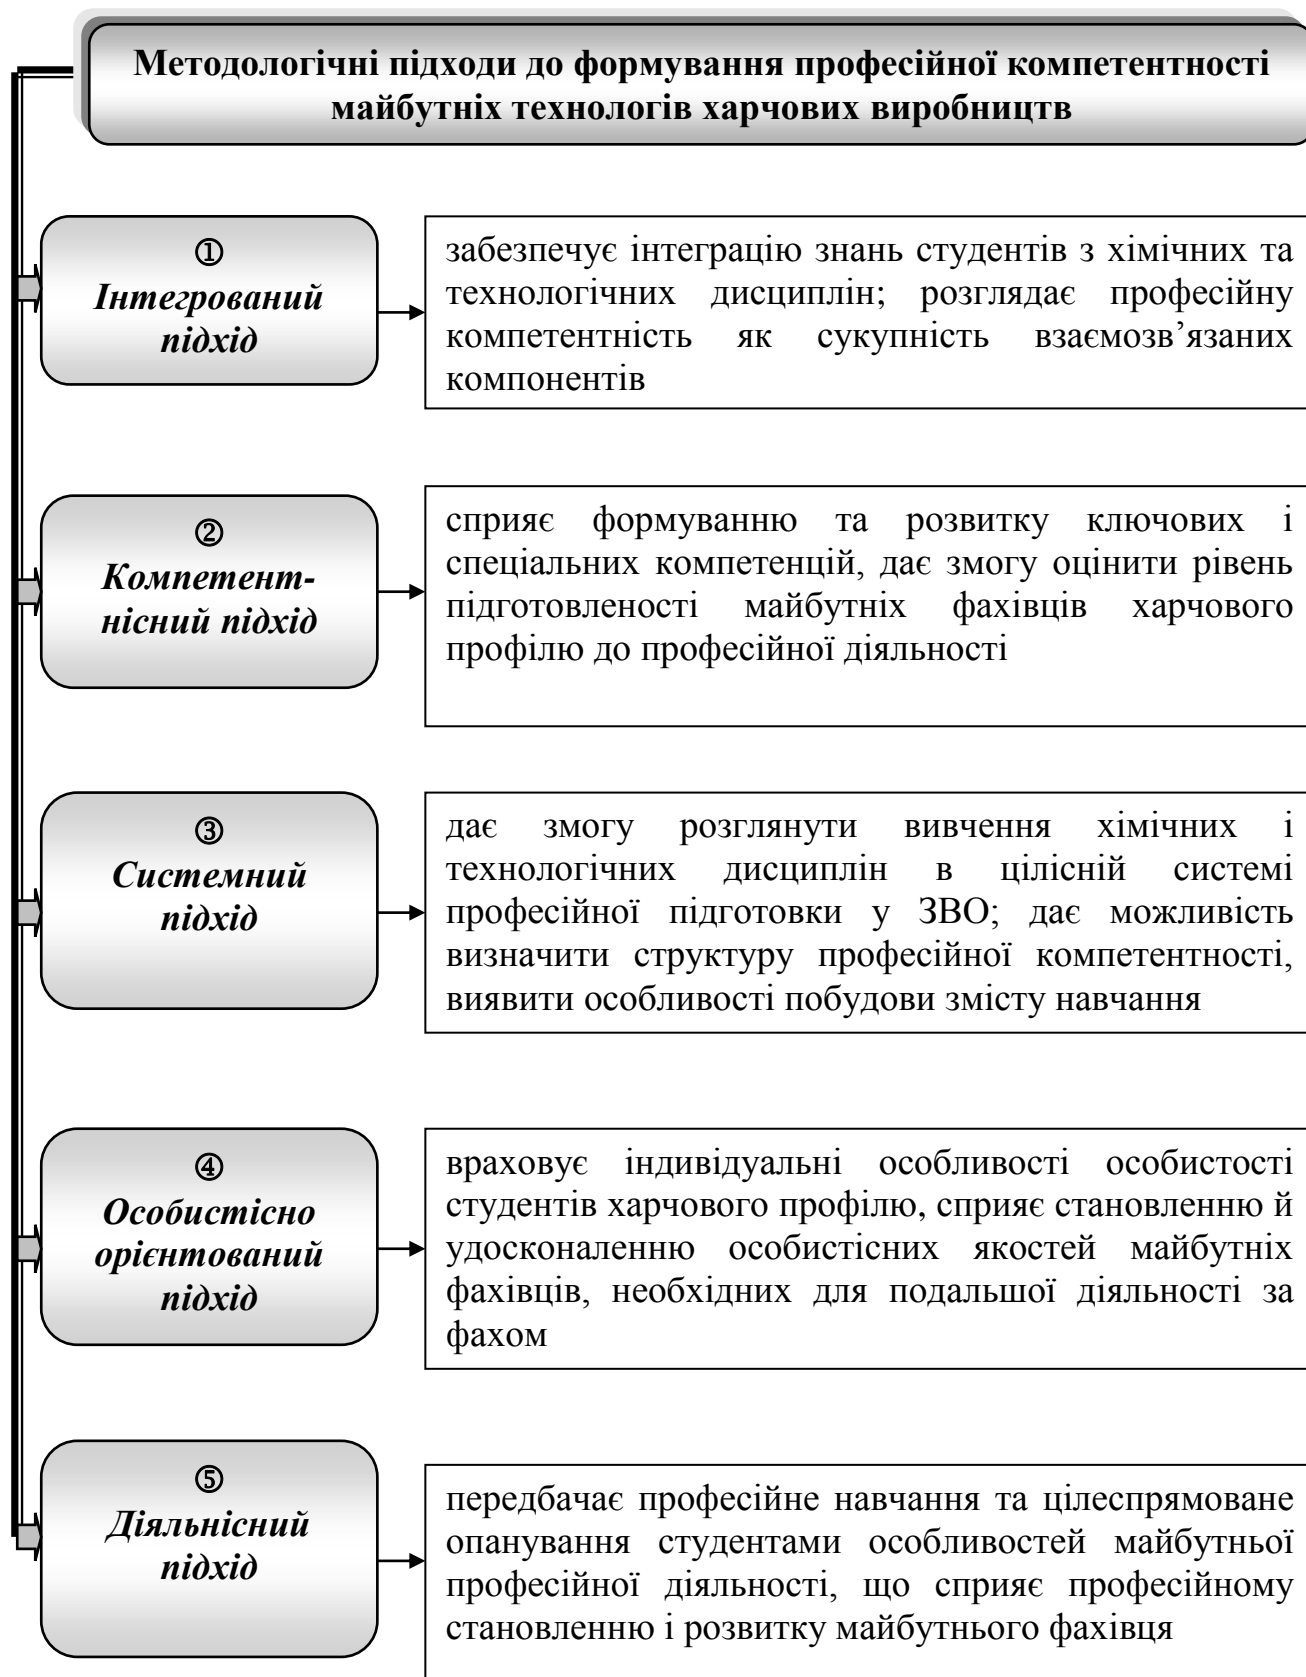 Методологічні підходи до формування професійної компетентності
майбутніх технологів харчових виробництв
①
Інтегрований
підхід
забезпечує інтеграцію знань студентів з хімічних та
технологічних дисциплін; розглядає професійну
компетентність як сукупність взаємозв’язаних
компонентів
②
Компетент-
нісний підхід
сприяє формуванню та розвитку ключових і
спеціальних компетенцій, дає змогу оцінити рівень
підготовленості майбутніх фахівців харчового
профілю до професійної діяльності
③
Системний
підхід
дає змогу розглянути вивчення хімічних і
технологічних дисциплін в цілісній системі
професійної підготовки у ЗВО; дає можливість
визначити структуру професійної компетентності,
виявити особливості побудови змісту навчання
④
Особистісно
орієнтований
підхід
враховує індивідуальні особливості особистості
студентів харчового профілю, сприяє становленню й
удосконаленню особистісних якостей майбутніх
фахівців, необхідних для подальшої діяльності за
фахом
⑤
Діяльнісний
підхід
передбачає професійне навчання та цілеспрямоване
опанування студентами особливостей майбутньої
професійної діяльності, що сприяє професійному
становленню і розвитку майбутнього фахівця